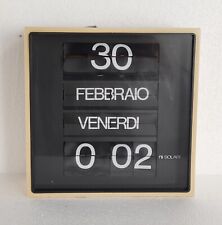 30
FEBBRAIO
VENERDI
0 02
SOLARI